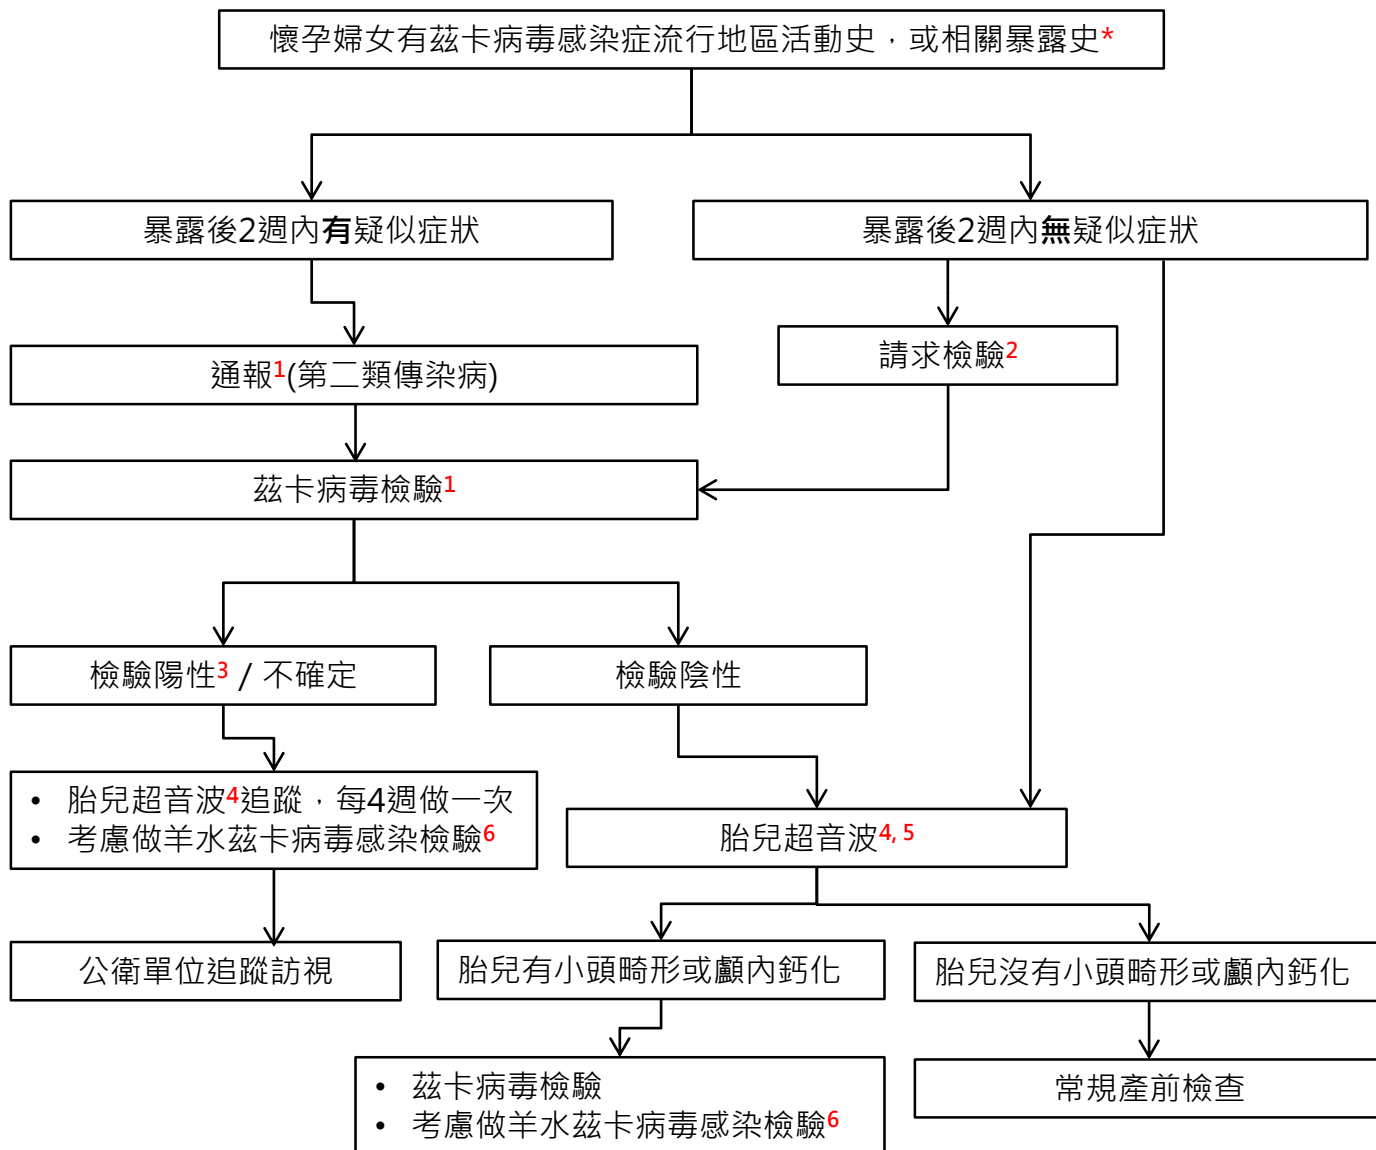 懷孕婦女有茲卡病毒感染症流行地區活動史，或相關暴露史*
暴露後2週內有疑似症狀
暴露後2週內無疑似症狀
請求檢驗2
通報1(第二類傳染病)
茲卡病毒檢驗1
檢驗陽性3 / 不確定
檢驗陰性
• 胎兒超音波4追蹤，每4週做一次
• 考慮做羊水茲卡病毒感染檢驗6
胎兒超音波4, 5
公衛單位追蹤訪視
胎兒有小頭畸形或顱內鈣化
胎兒沒有小頭畸形或顱內鈣化
• 茲卡病毒檢驗
• 考慮做羊水茲卡病毒感染檢驗6
常規產前檢查